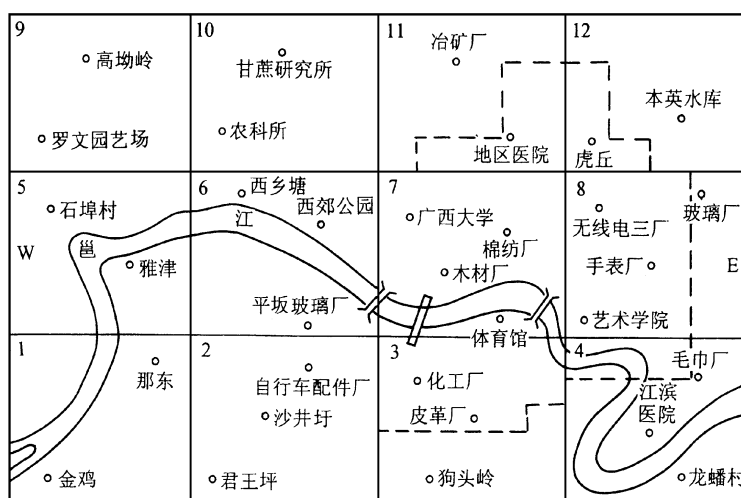 9
高坳岭
罗文园艺场
10
甘蔗研究所
农科所
11
冶矿厂
地区医院
12
本英水库
虎丘
5
石埠村
W
邕
雅津
6
西乡塘
江
西郊公园
平坂玻璃厂
7
广西大学
棉纺厂
木材厂
体育馆
8
玻璃厂
无线电三厂
手表厂
E
艺术学院
1
那东
金鸡
2
自行车配件厂
沙井圩
君王坪
3
化工厂
皮革厂
狗头岭
4
毛巾厂
江滨
医院
龙蟠村